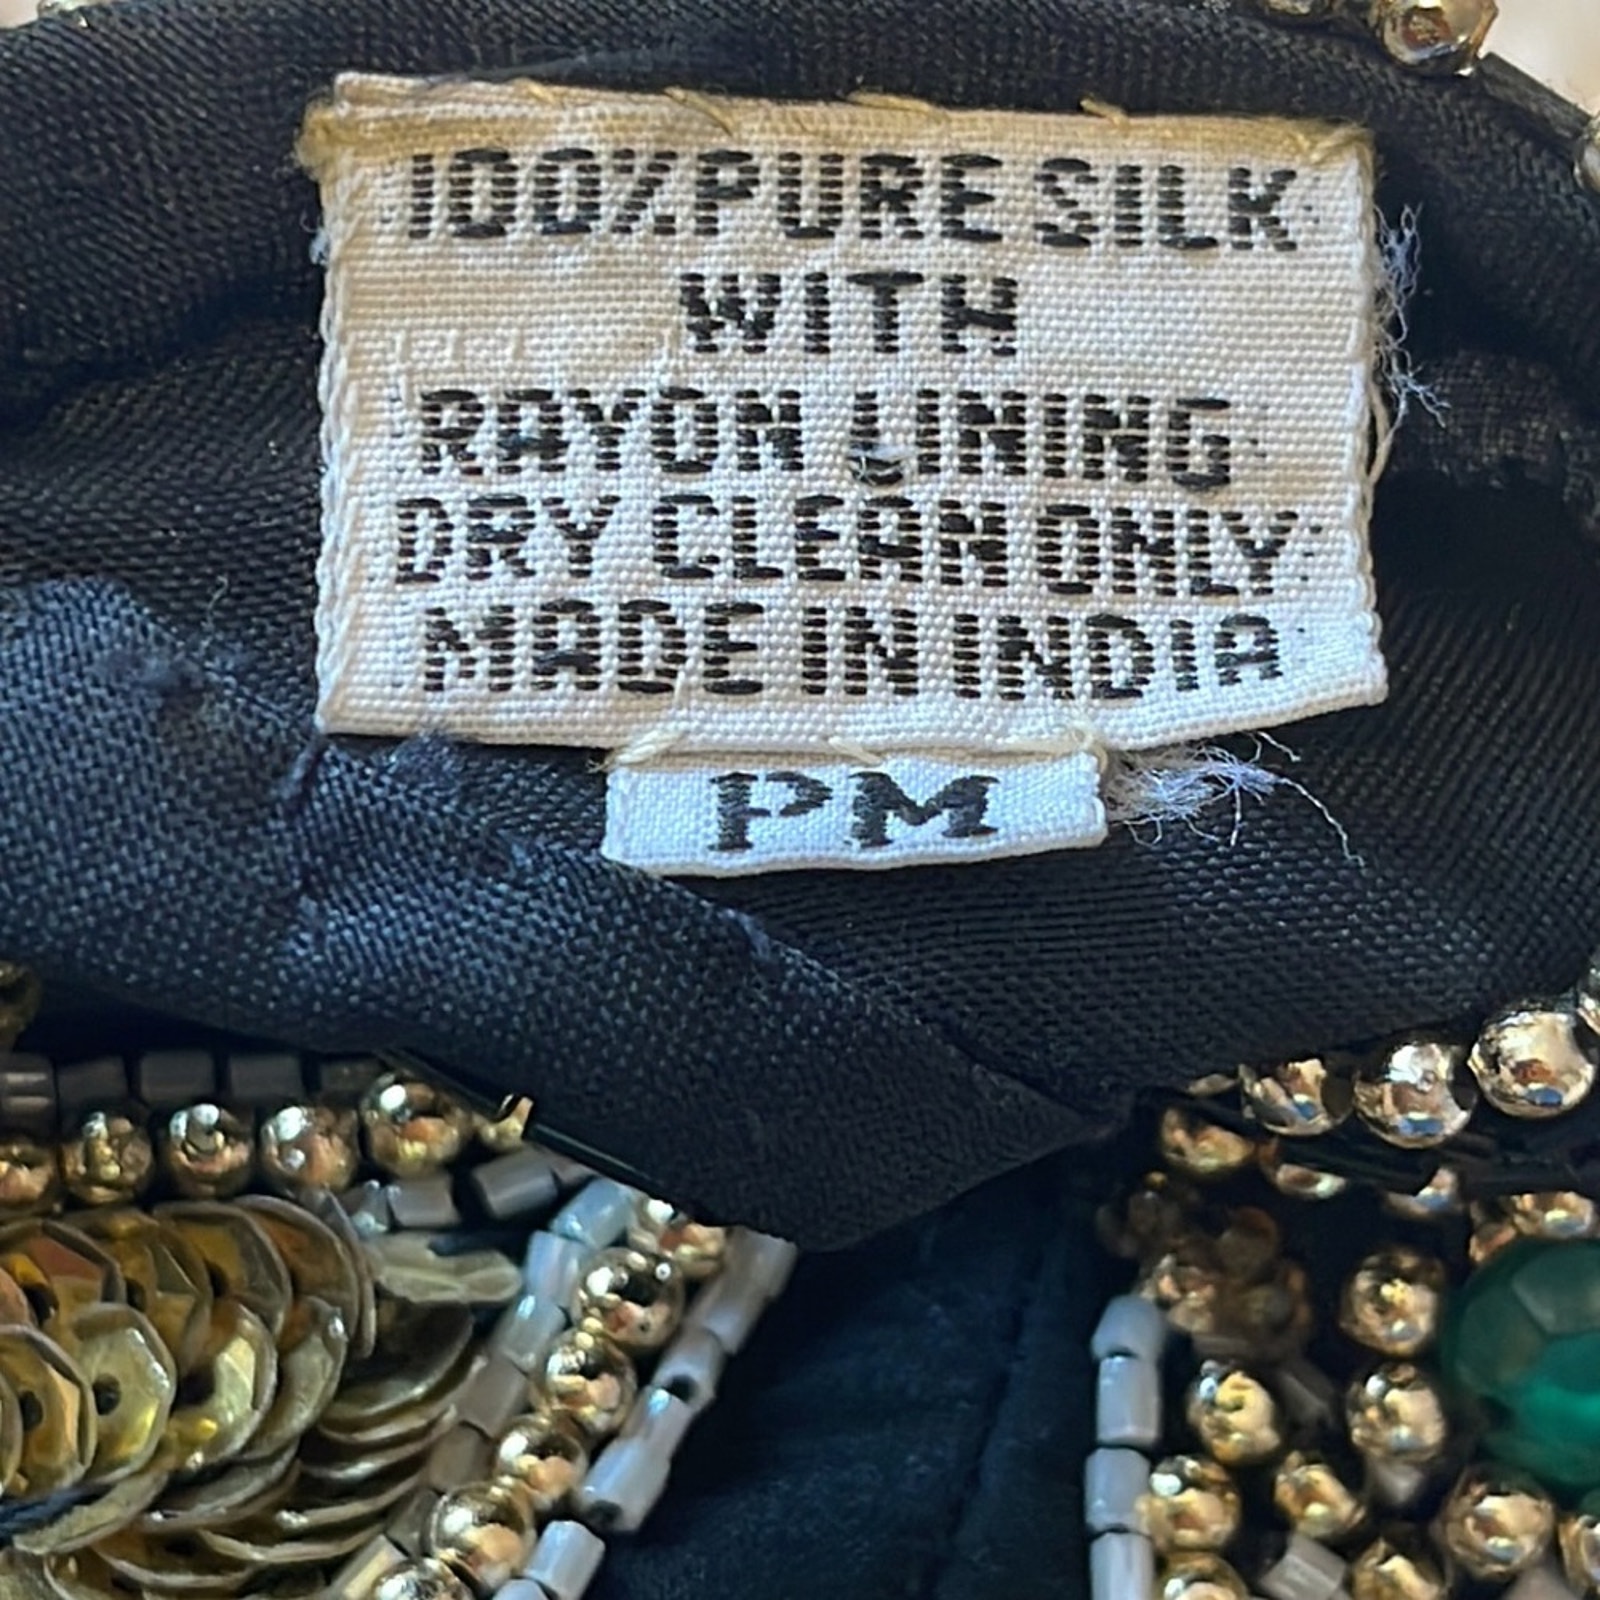 100% PURE SILK
WITH
RAYON LINING
DRY CLEAN ONLY
MADE IN INDIA
PM